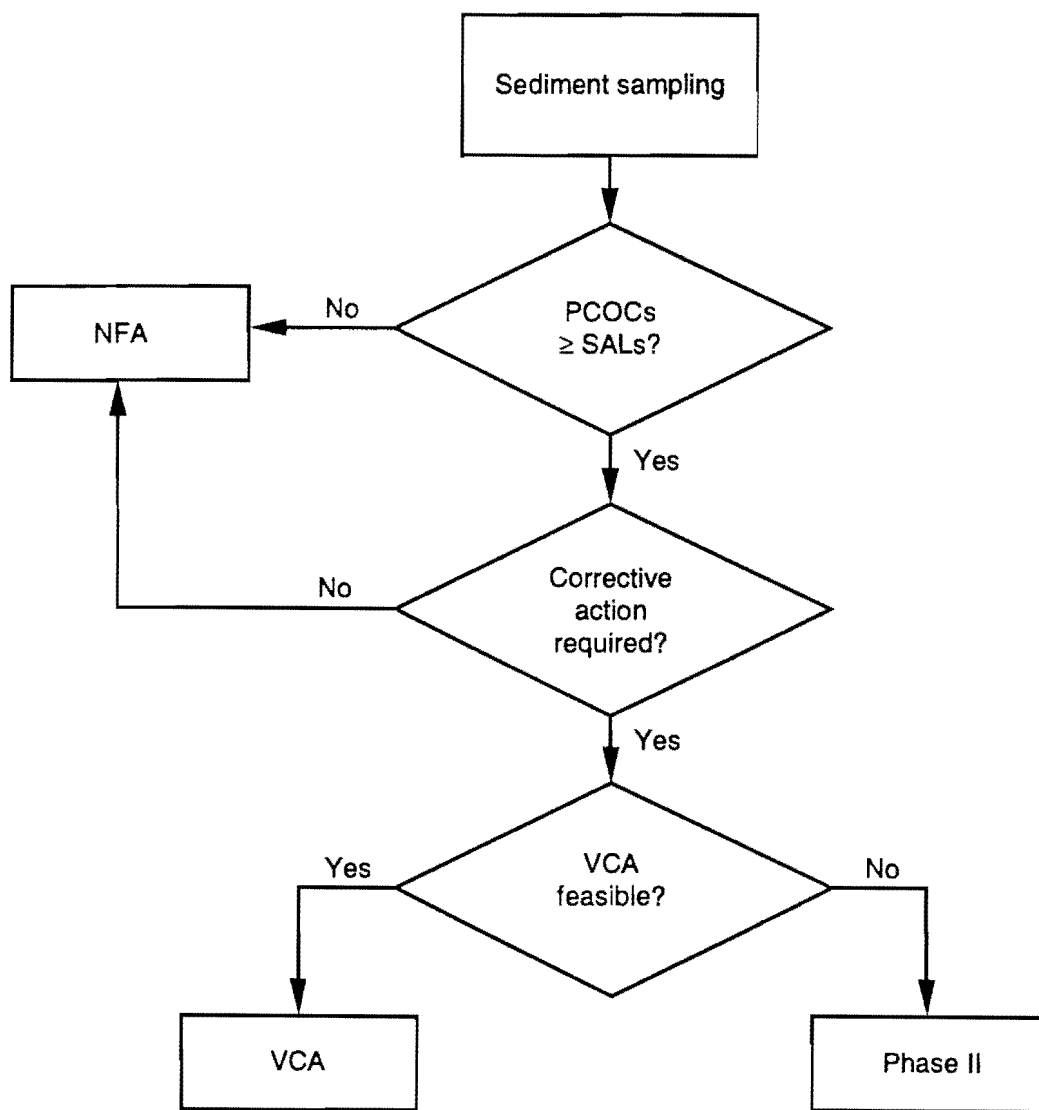 Sediment sampling
No
NFA
PCOCs
≥ SALs?
Yes
No
Corrective
action
required?
Yes
Yes
VCA
feasible?
No
VCA
Phase II